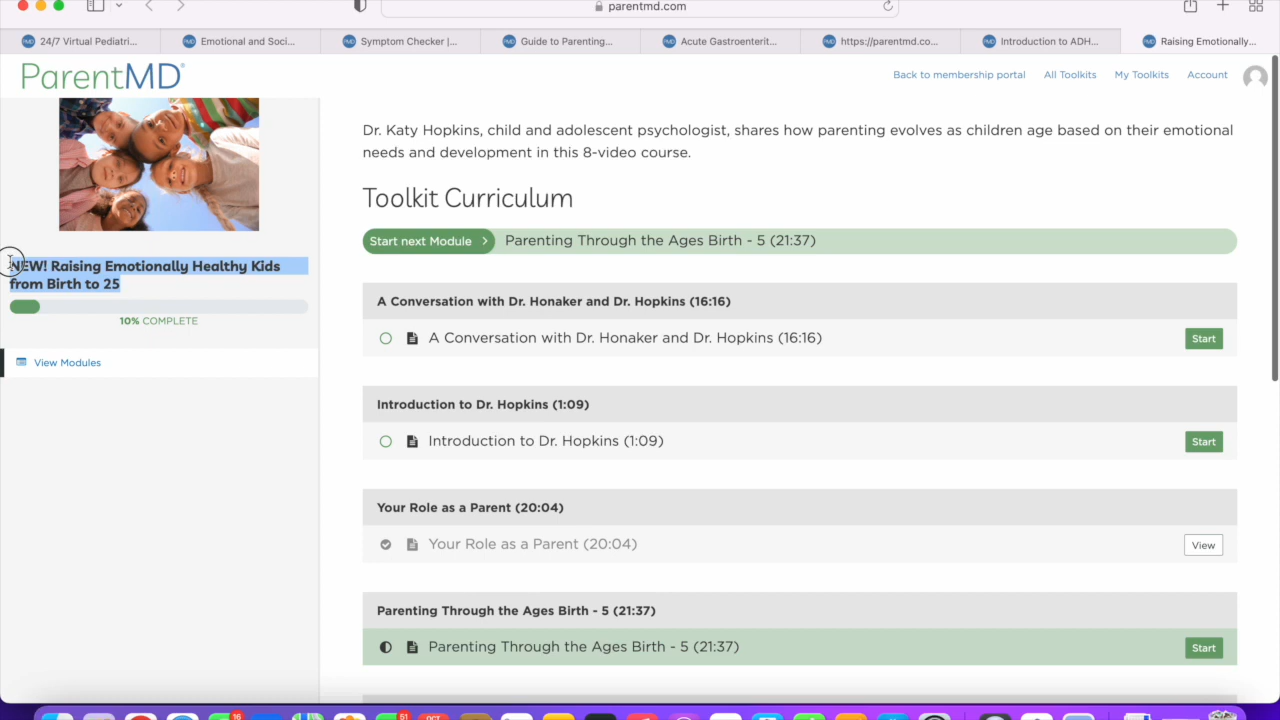 parentmd.com
24/7 Virtual Pediatri...
Emotional and Soci...
Symptom Checker |...
Guide to Parenting...
Acute Gastroenterit...
https://parentmd.co...
Introduction to ADH...
Raising Emotionally...
ParentMD®
Back to membership portal
All Toolkits
My Toolkits
Account
NEW! Raising Emotionally Healthy Kids
from Birth to 25
10% COMPLETE
View Modules
Dr. Katy Hopkins, child and adolescent psychologist, shares how parenting evolves as children age based on their emotional
needs and development in this 8-video course.
Toolkit Curriculum
Start next Module > Parenting Through the Ages Birth - 5 (21:37)
A Conversation with Dr. Honaker and Dr. Hopkins (16:16)
A Conversation with Dr. Honaker and Dr. Hopkins (16:16) Start
Introduction to Dr. Hopkins (1:09)
Introduction to Dr. Hopkins (1:09) Start
Your Role as a Parent (20:04)
Your Role as a Parent (20:04) View
Parenting Through the Ages Birth - 5 (21:37)
Parenting Through the Ages Birth - 5 (21:37) Start
16
51
OCT